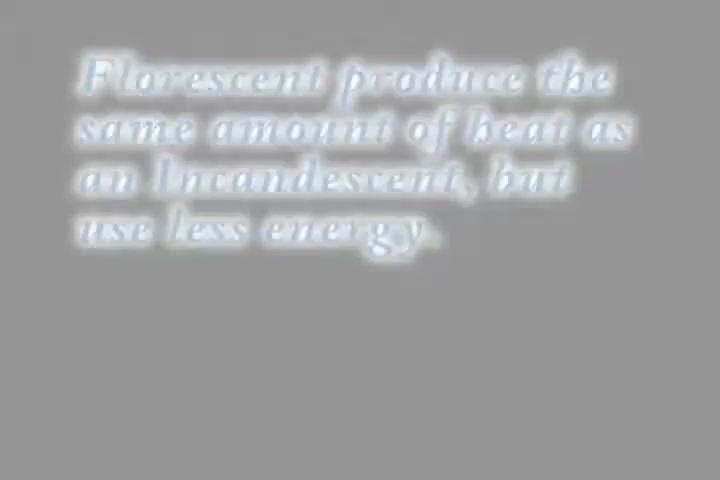 Florescent produce the
same amount of heat as
an Incandescent, but
use less energy.